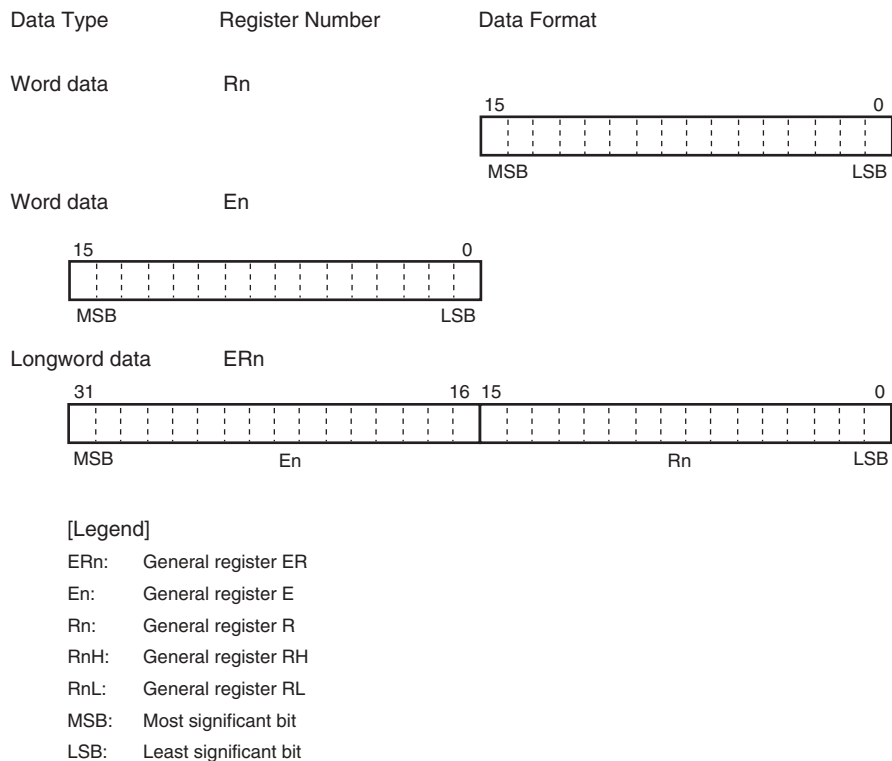 Data Type Register Number Data Format
Word data Rn
15 0
MSB LSB
Word data En
15 0
MSB LSB
Longword data ERn
31 16 15 0
MSB En Rn LSB
[Legend]
ERn: General register ER
En: General register E
Rn: General register R
RnH: General register RH
RnL: General register RL
MSB: Most significant bit
LSB: Least significant bit